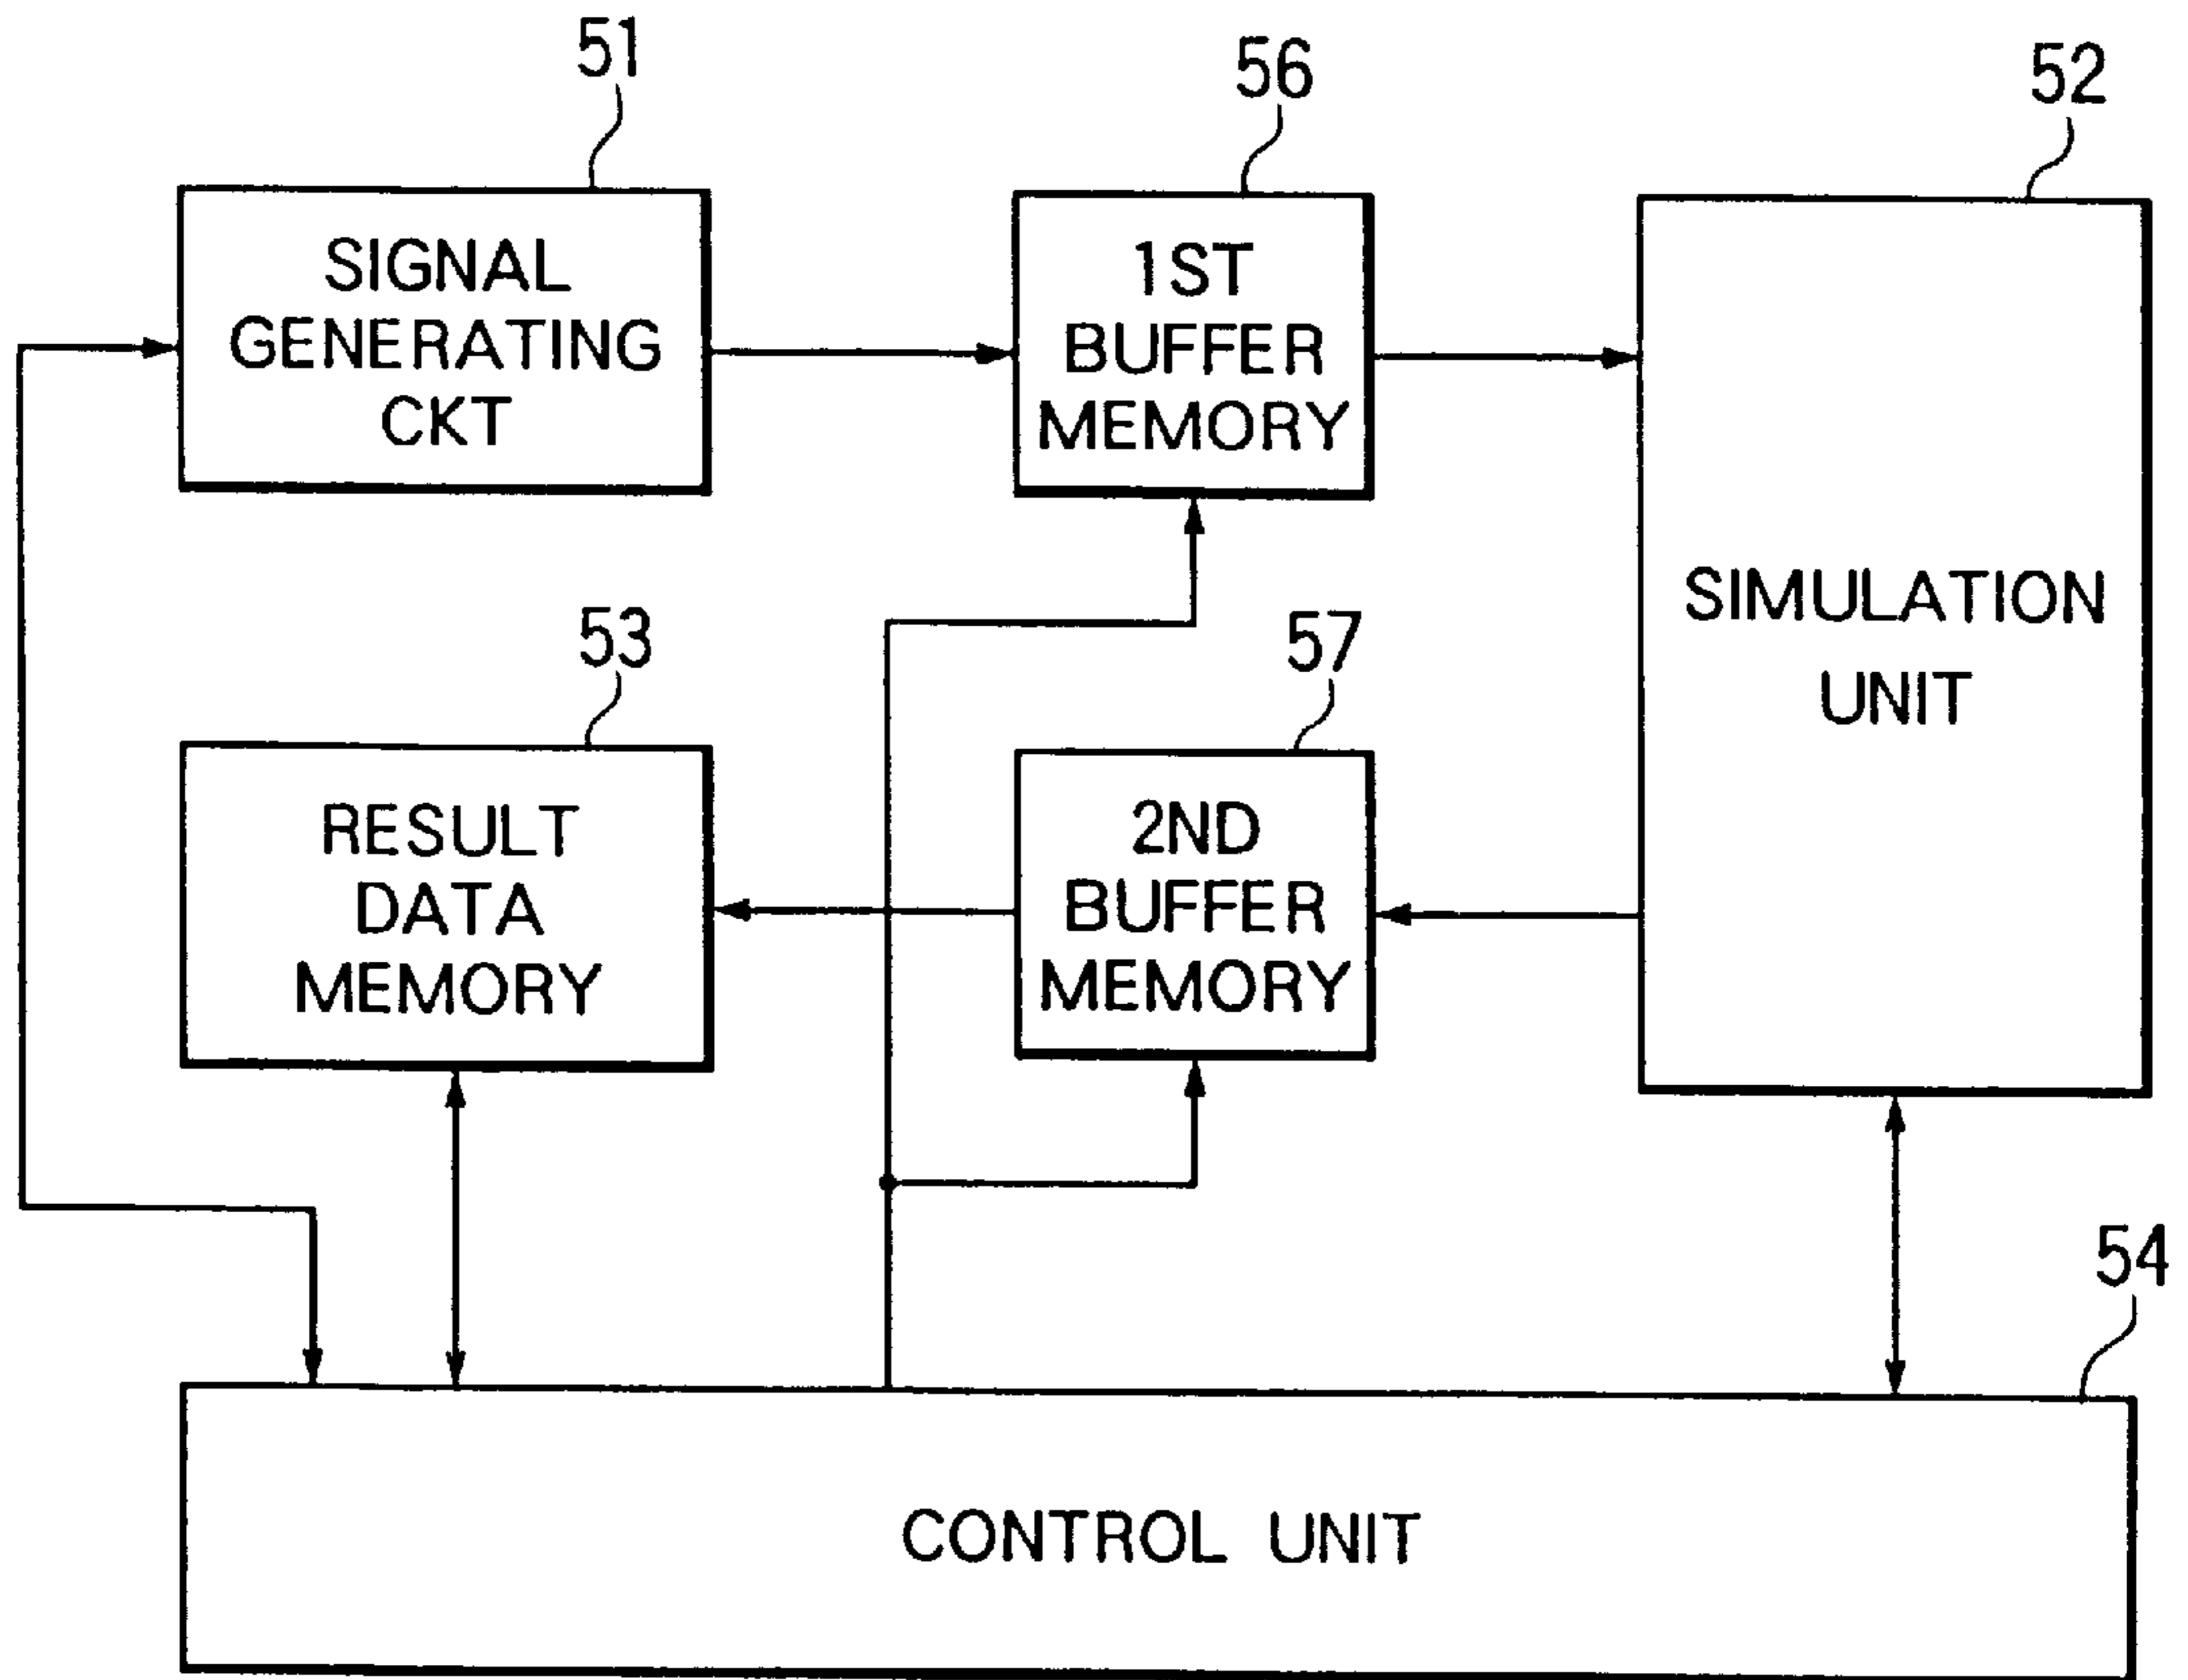 51
56
52
SIGNAL
GENERATING
CKT
1ST
BUFFER
MEMORY
SIMULATION
UNIT
53
57
RESULT
DATA
MEMORY
2ND
BUFFER
MEMORY
54
CONTROL UNIT